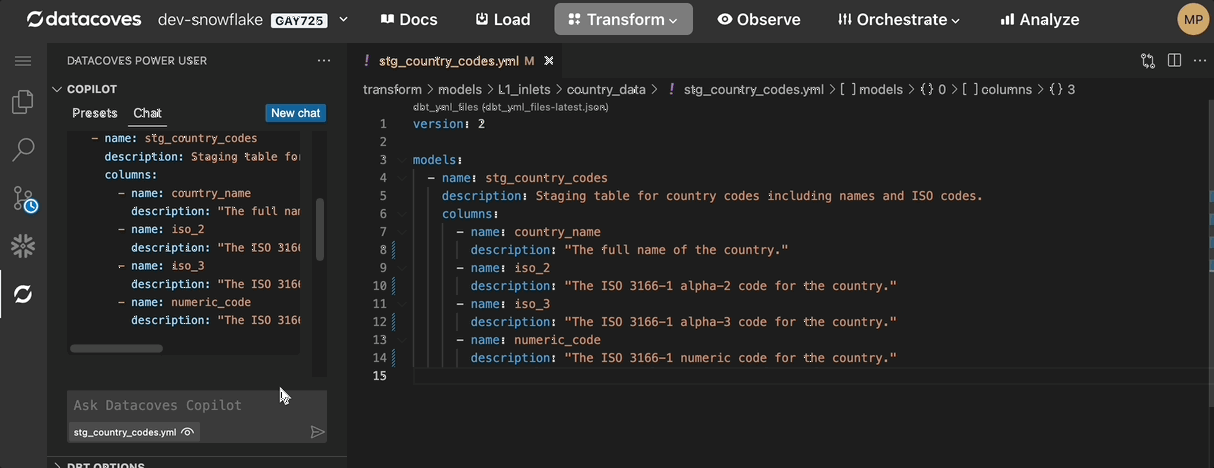 datacoves dev-snowflake GAY725 Docs Load Transform Observe Orchestrate Analyze MP
DATACOVES POWER USER ...
COPILOT
Presets Chat New chat
- name: stg_country_codes
description: Staging table for
columns:
- name: country_name
description: "The full nam
- name: iso_2
description: "The ISO 3166
- name: iso_3
description: "The ISO 3166
- name: numeric_code
description: "The ISO 3166
Ask Datacoves Copilot
stg_country_codes.yml
DBT OPTIONS
! stg_country_codes.yml M ×
transform > models > L1_inlets > country_data > ! stg_country_codes.yml > [ ] models > {} 0 > [ ] columns > {} 3
dbt_yml_files (dbt_yml_files-latest.json)
1 version: 2
2
3 models:
4 - name: stg_country_codes
5 description: Staging table for country codes including names and ISO codes.
6 columns:
7 - name: country_name
8 description: "The full name of the country."
9 - name: iso_2
10 description: "The ISO 3166-1 alpha-2 code for the country."
11 - name: iso_3
12 description: "The ISO 3166-1 alpha-3 code for the country."
13 - name: numeric_code
14 description: "The ISO 3166-1 numeric code for the country."
15